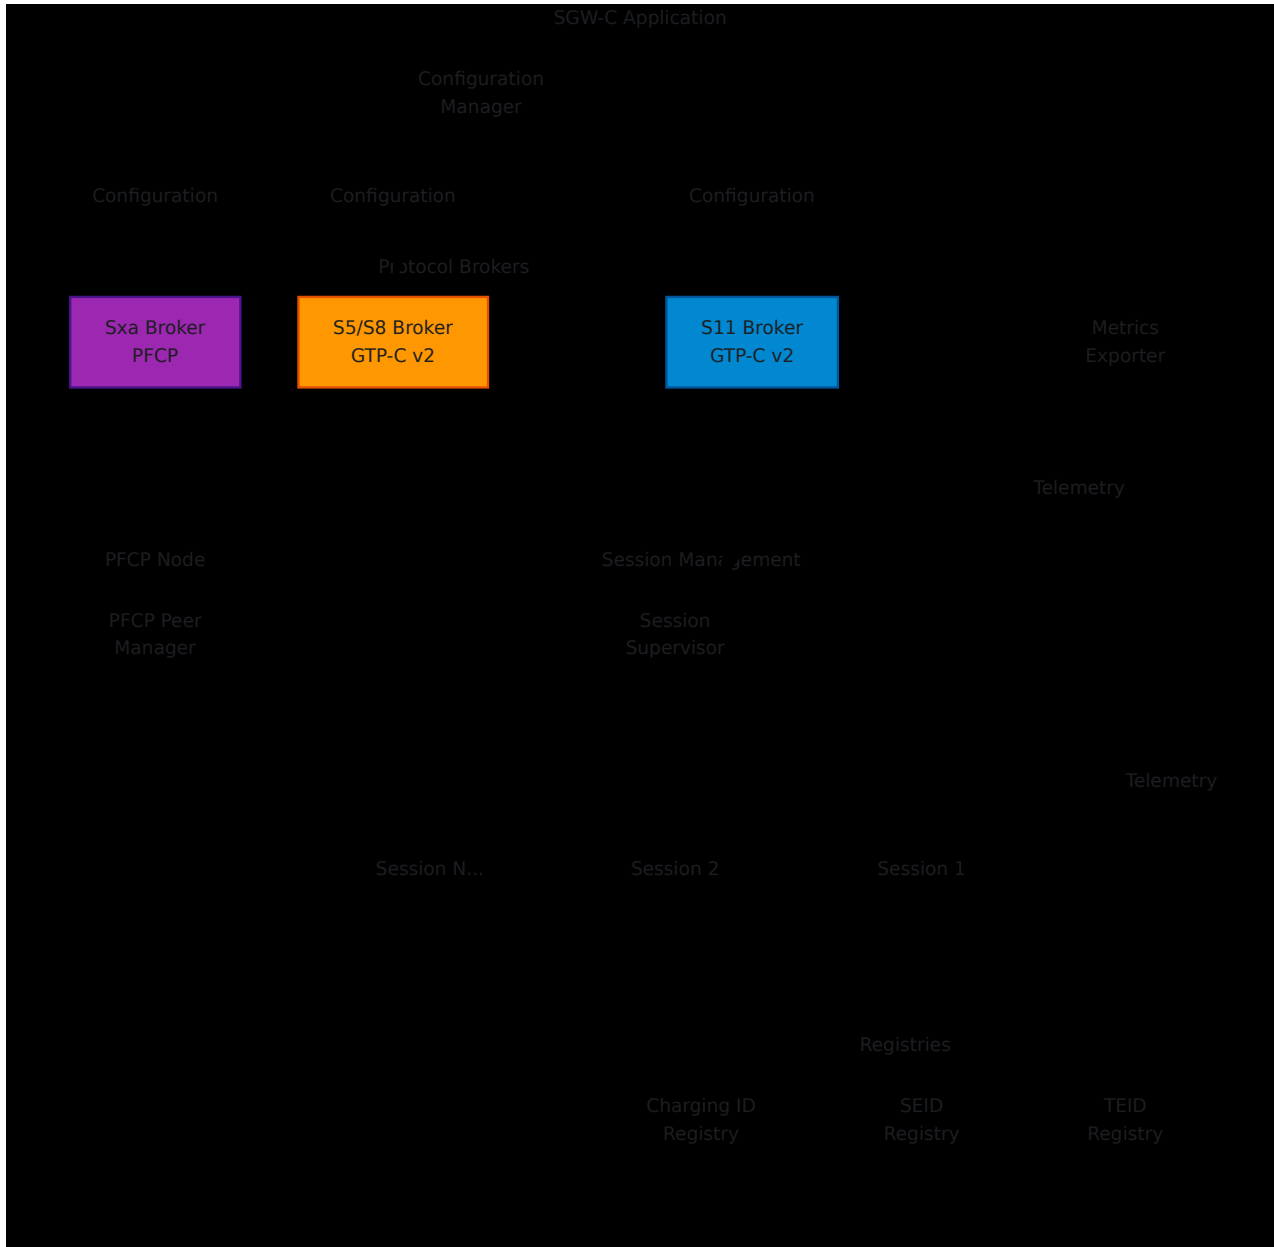 SGW-C Application
Configuration
Manager
Configuration
Configuration
Configuration
Protocol Brokers
Sxa Broker
PFCP
S5/S8 Broker
GTP-C v2
S11 Broker
GTP-C v2
Metrics
Exporter
Telemetry
PFCP Node
Session Management
PFCP Peer
Manager
Session
Supervisor
Telemetry
Session N...
Session 2
Session 1
Registries
Charging ID
Registry
SEID
Registry
TEID
Registry